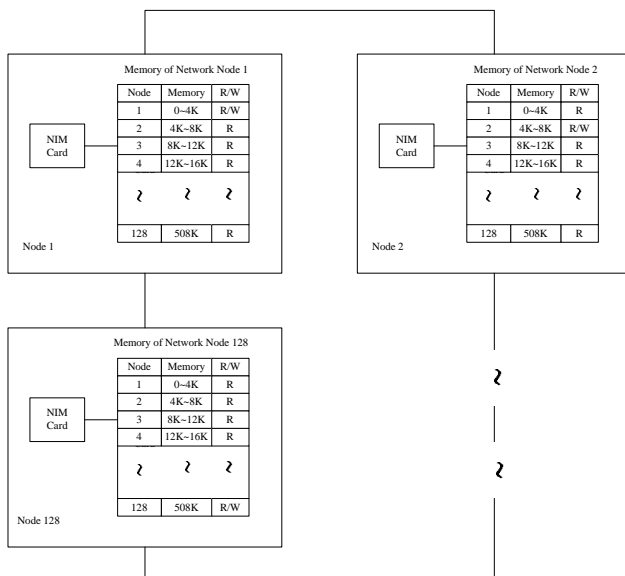 Memory of Network Node 1
Node Memory R/W
1 0~4K R/W
2 4K~8K R
3 8K~12K R
4 12K~16K R
~ ~ ~
128 508K R
NIM
Card
Node 1
Memory of Network Node 2
Node Memory R/W
1 0~4K R
2 4K~8K R/W
3 8K~12K R
4 12K~16K R
~ ~ ~
128 508K R
NIM
Card
Node 2
Memory of Network Node 128
Node Memory R/W
1 0~4K R
2 4K~8K R
3 8K~12K R
4 12K~16K R
~ ~ ~
128 508K R/W
NIM
Card
Node 128
~
~